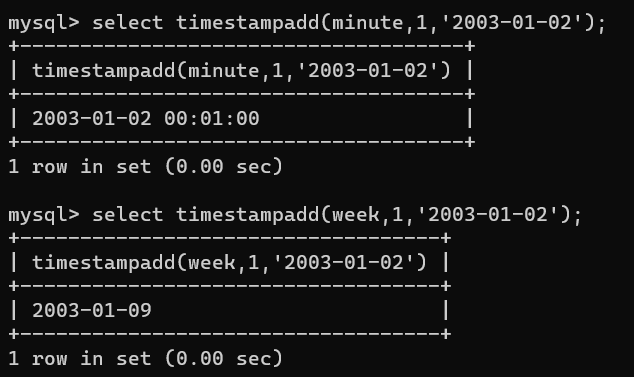 mysql> select timestampadd(minute,1,'2003-01-02');
+-------------------------------------+
| timestampadd(minute,1,'2003-01-02') |
+-------------------------------------+
| 2003-01-02 00:01:00                 |
+-------------------------------------+
1 row in set (0.00 sec)

mysql> select timestampadd(week,1,'2003-01-02');
+-----------------------------------+
| timestampadd(week,1,'2003-01-02') |
+-----------------------------------+
| 2003-01-09                        |
+-----------------------------------+
1 row in set (0.00 sec)